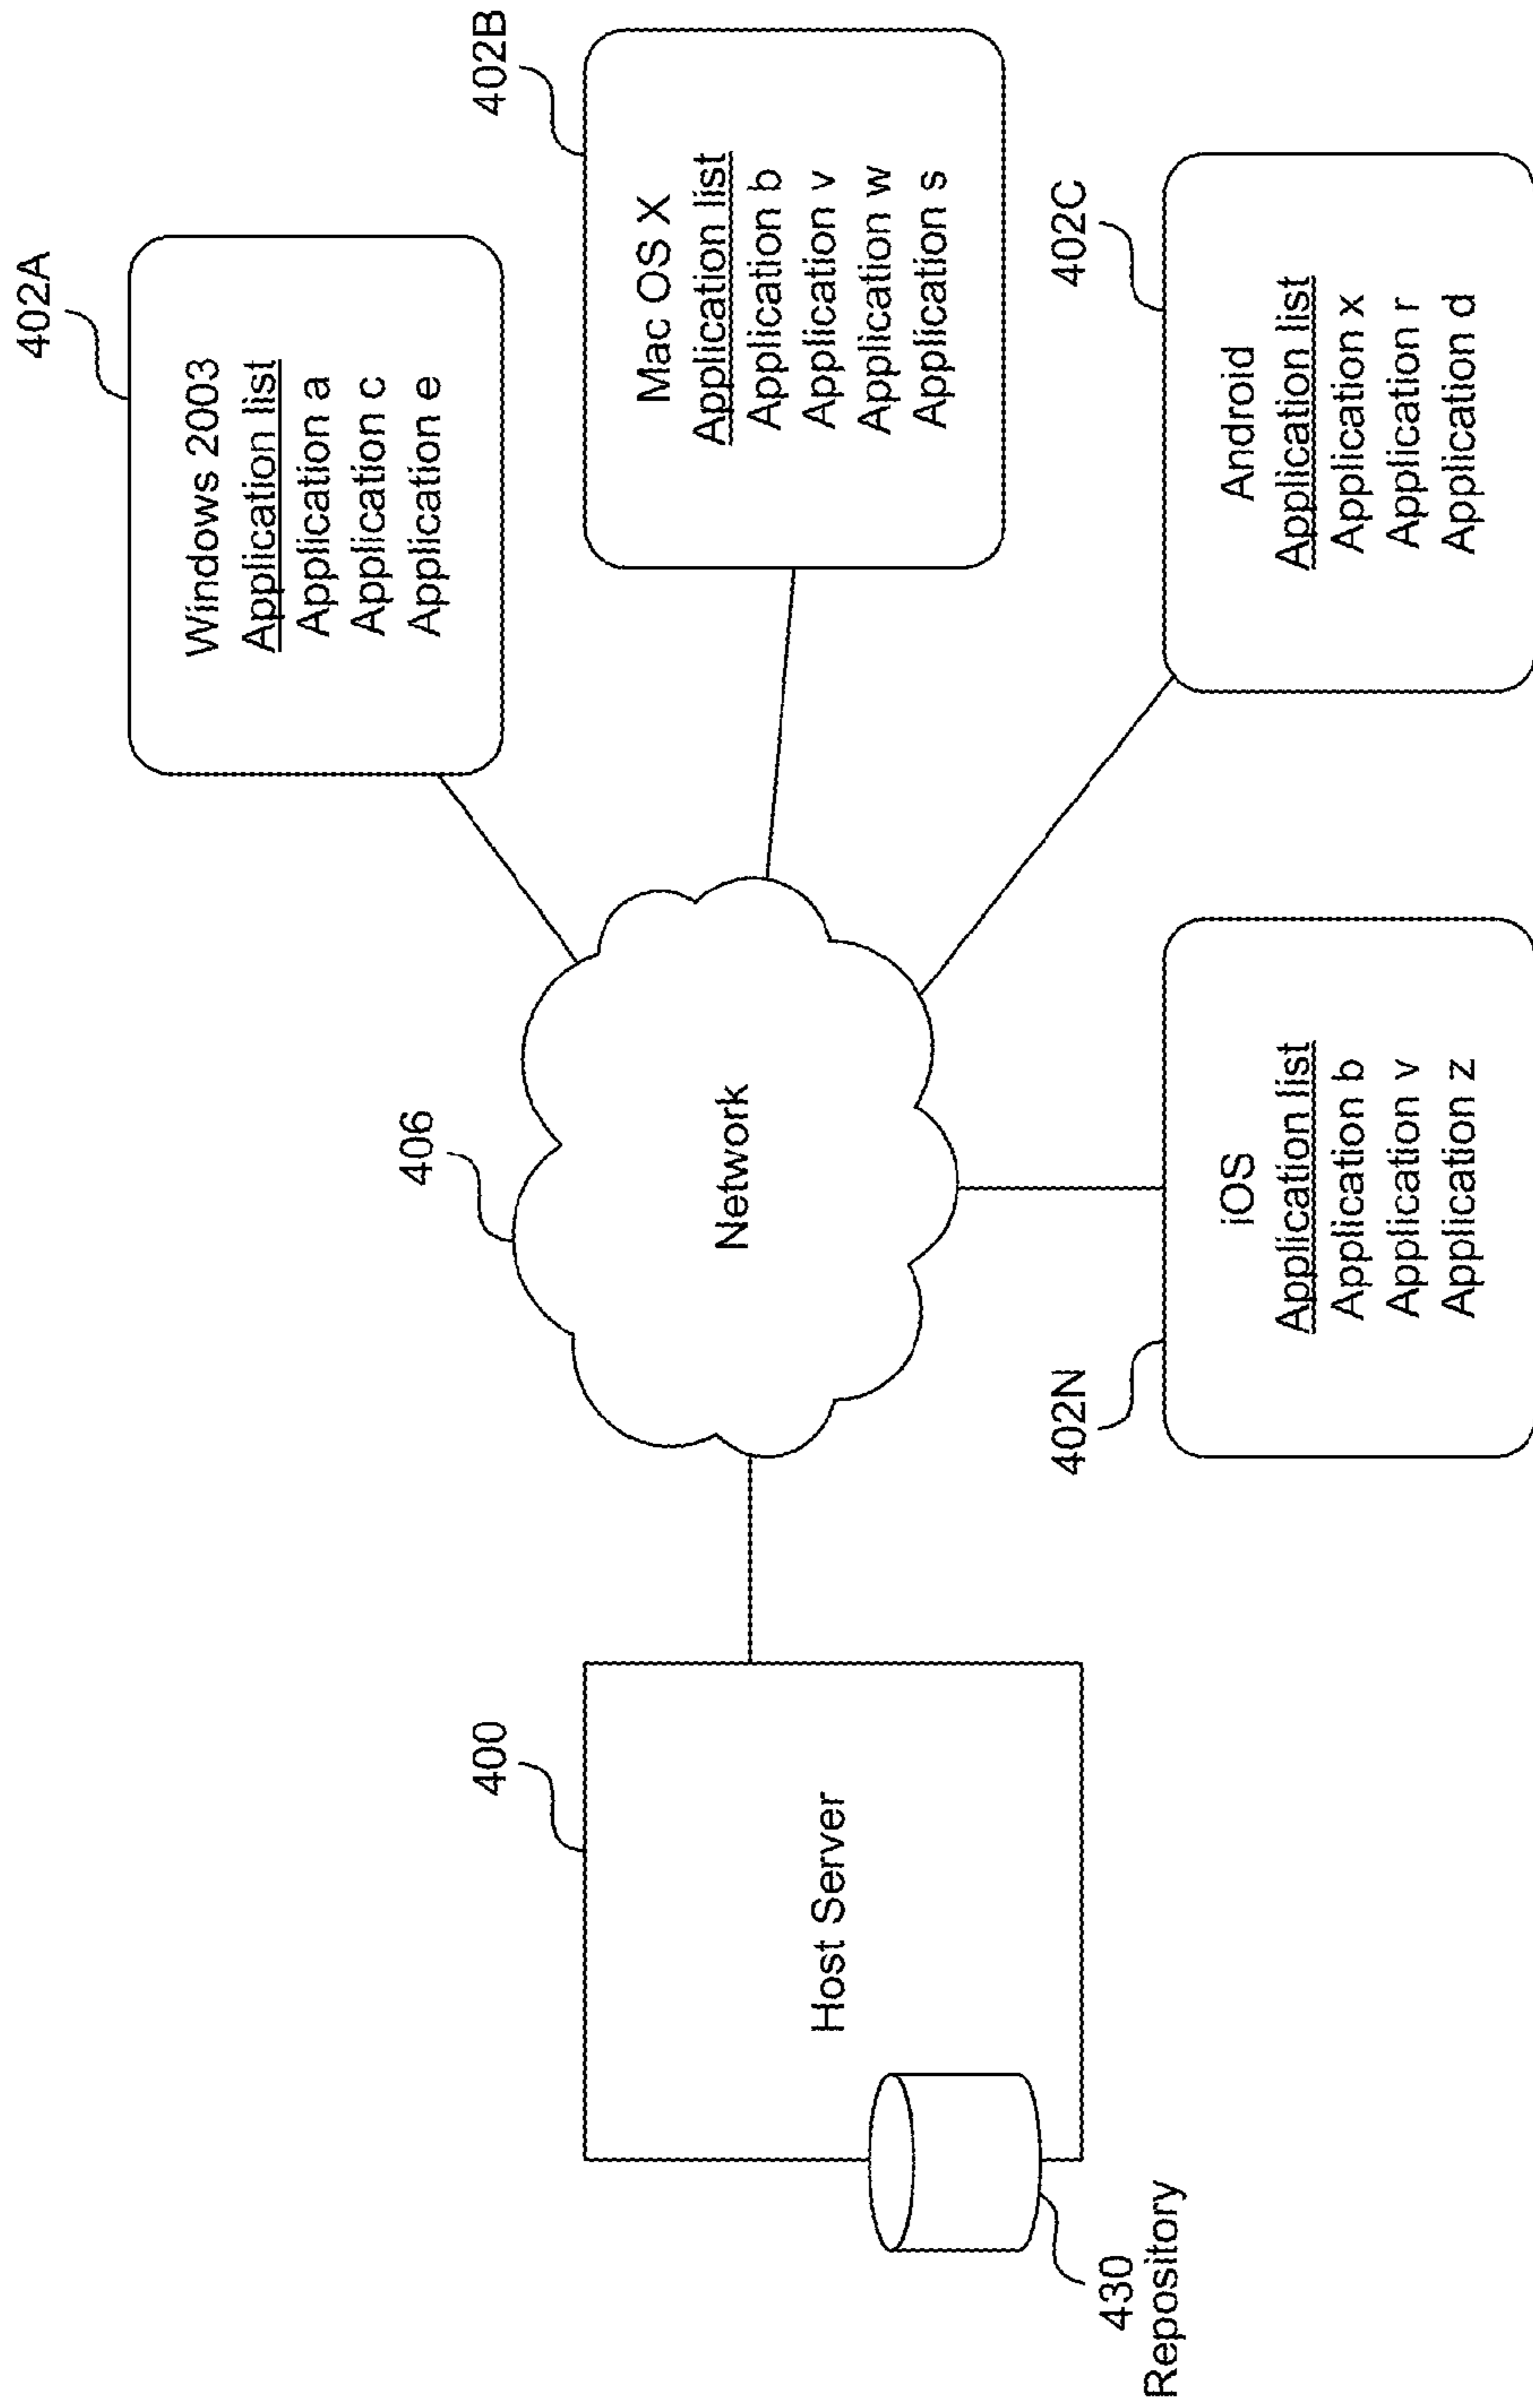 402A
Windows 2003
Application list
Application a
Application c
Application e
402B
Mac OS X
Application list
Application b
Application v
Application w
Application s
406
Network
400
Host Server
430
Repository
402N
iOS
Application list
Application b
Application v
Application z
402C
Android
Application list
Application x
Application r
Application d